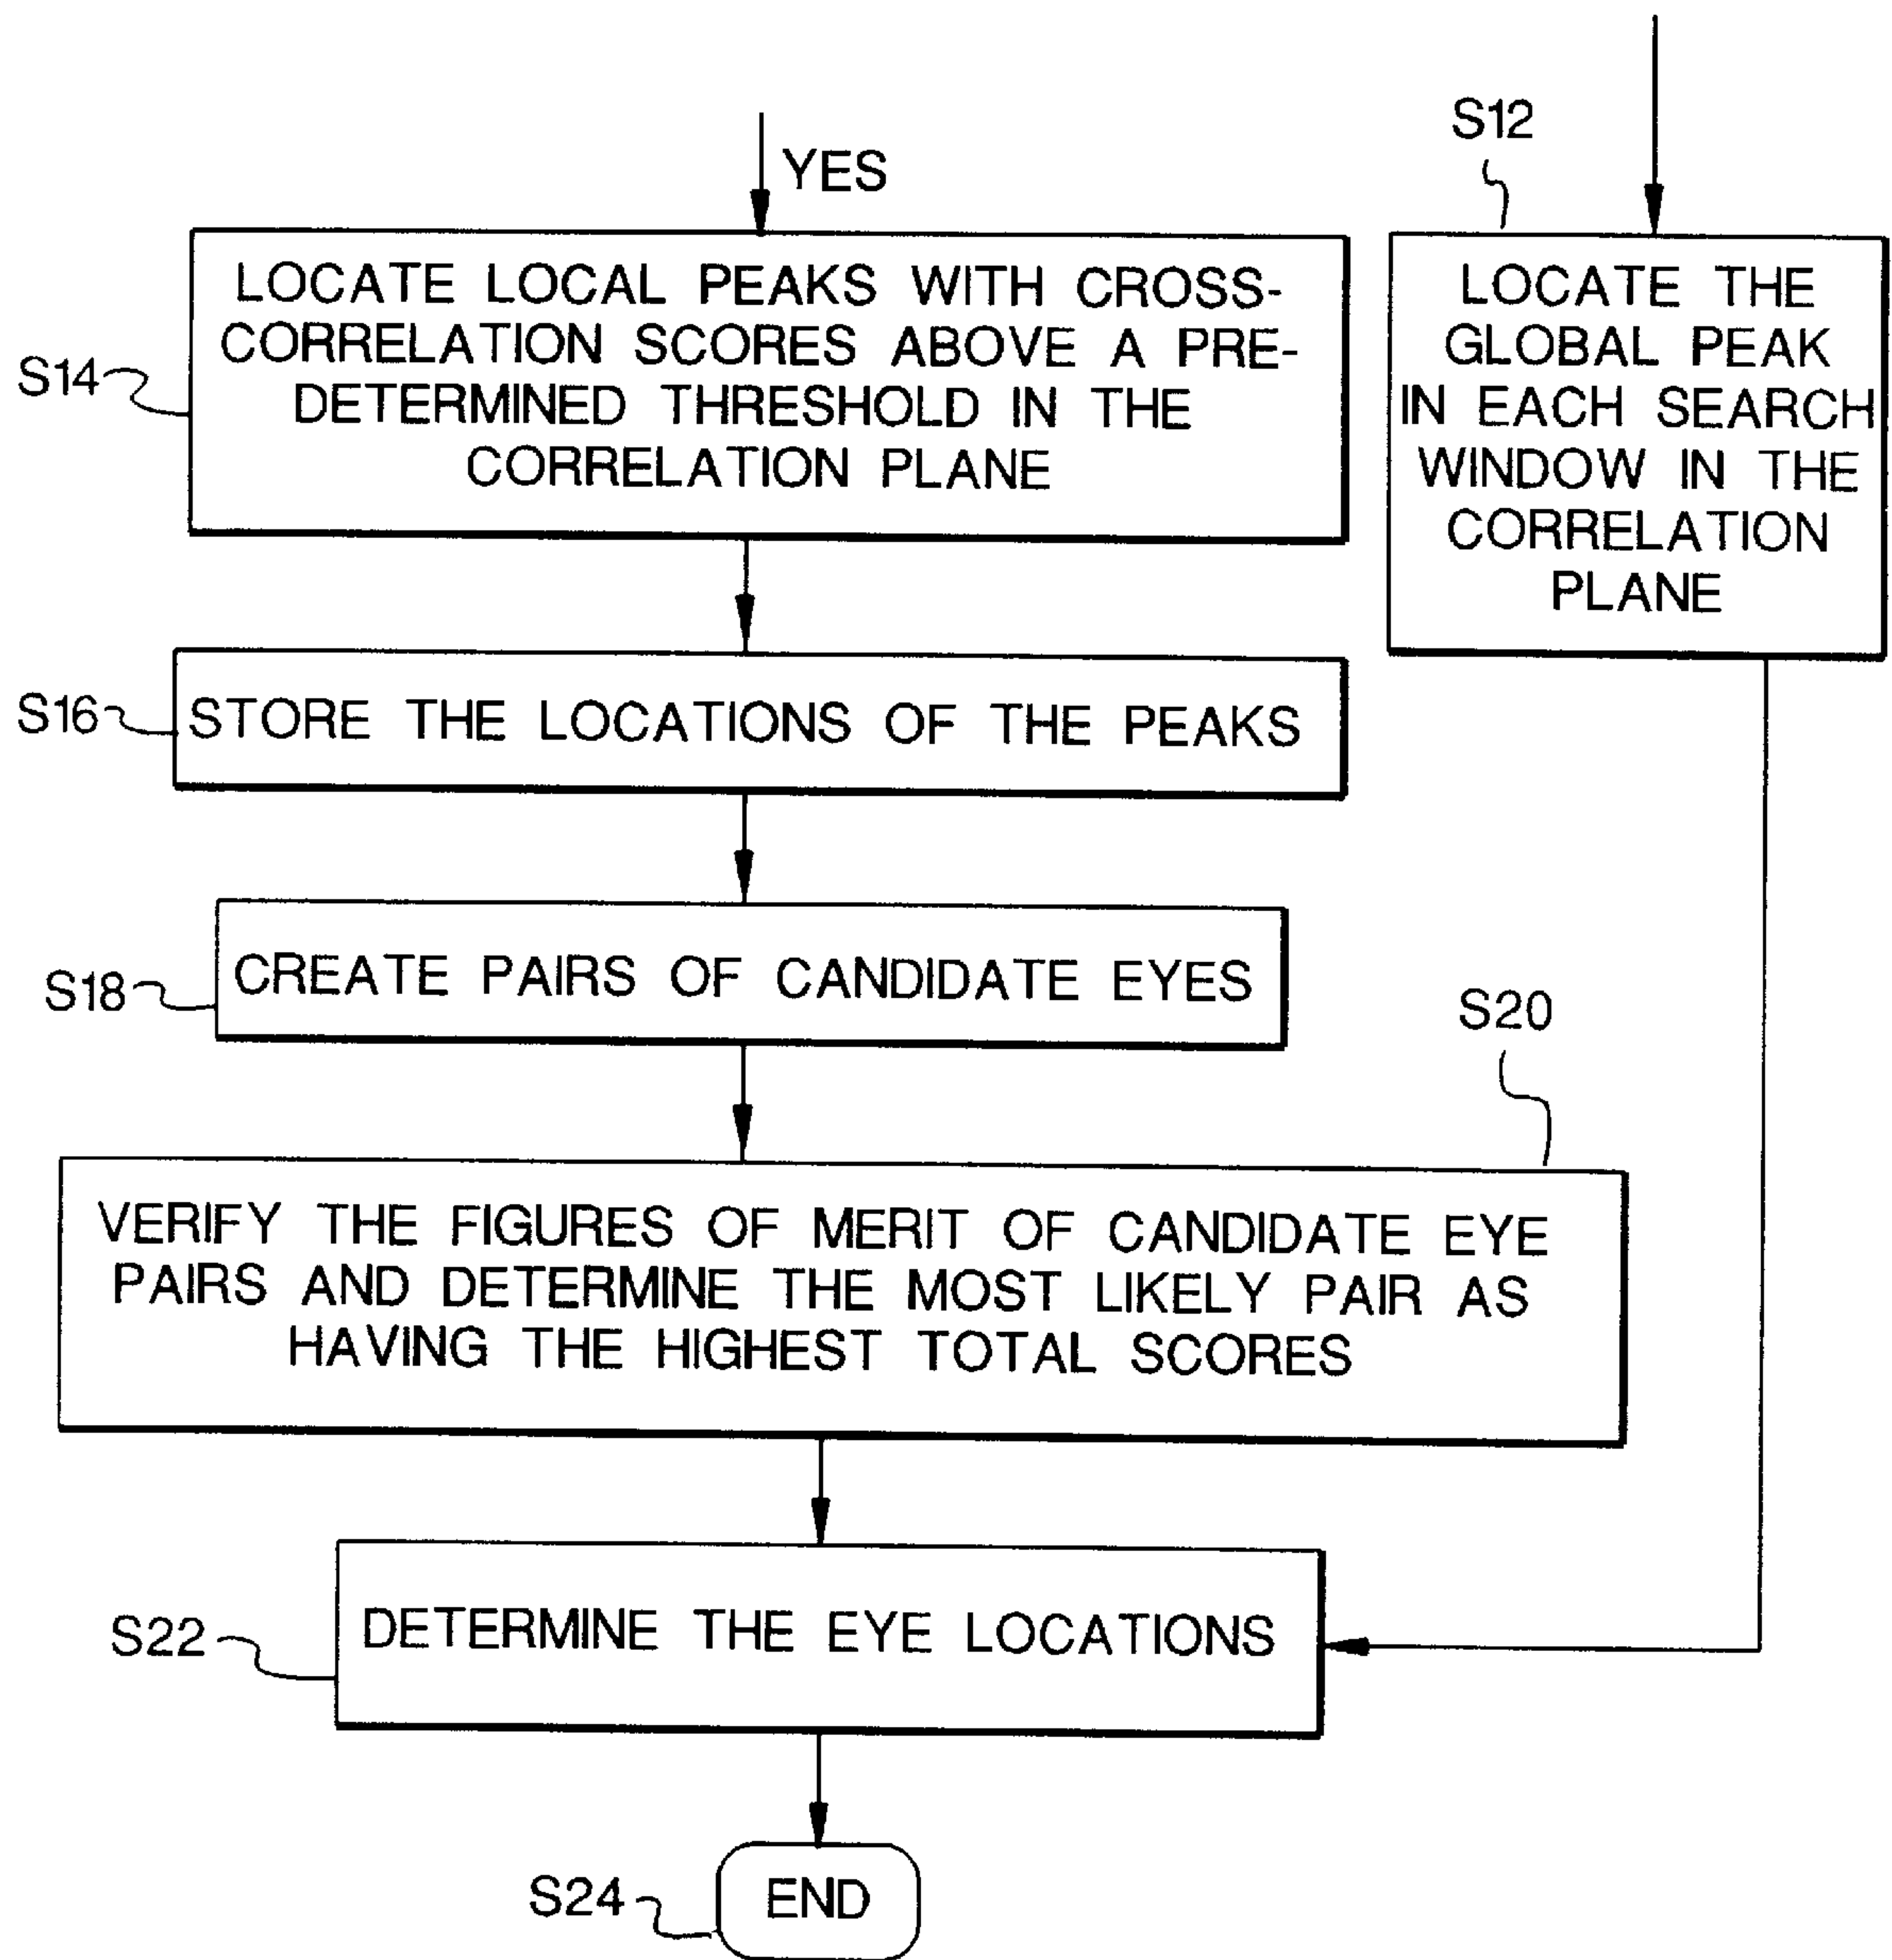 S12
YES
LOCATE LOCAL PEAKS WITH CROSS-
CORRELATION SCORES ABOVE A PRE-
DETERMINED THRESHOLD IN THE
CORRELATION PLANE
S14
LOCATE THE
GLOBAL PEAK
IN EACH SEARCH
WINDOW IN THE
CORRELATION
PLANE
S16
STORE THE LOCATIONS OF THE PEAKS
S18
CREATE PAIRS OF CANDIDATE EYES
S20
VERIFY THE FIGURES OF MERIT OF CANDIDATE EYE
PAIRS AND DETERMINE THE MOST LIKELY PAIR AS
HAVING THE HIGHEST TOTAL SCORES
S22
DETERMINE THE EYE LOCATIONS
S24
END